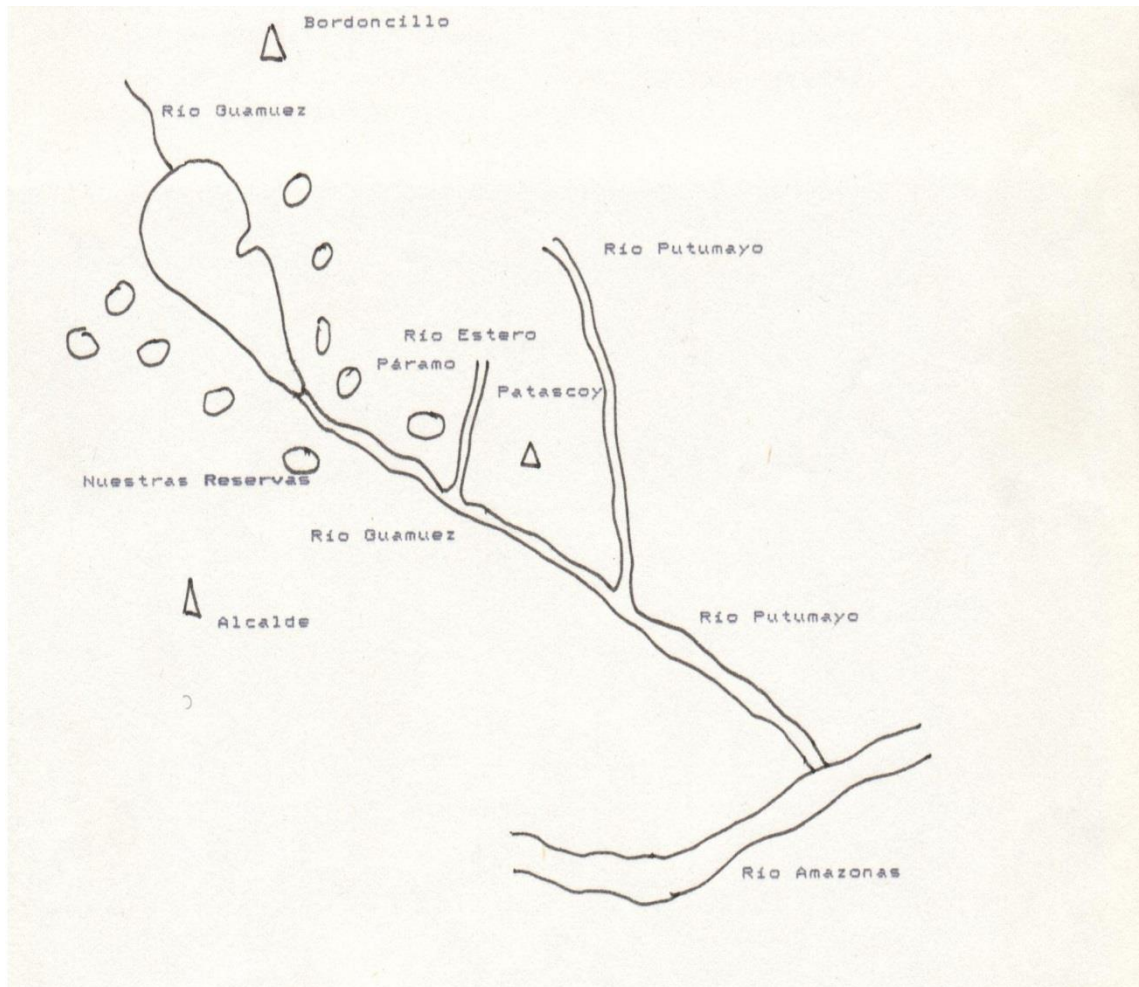 Bordoncillo
Río Guamuez
Río Putumayo
Río Estero
Páramo
Patascoy
Nuestras Reservas
Río Guamuez
Alcalde
Río Putumayo
Río Amazonas